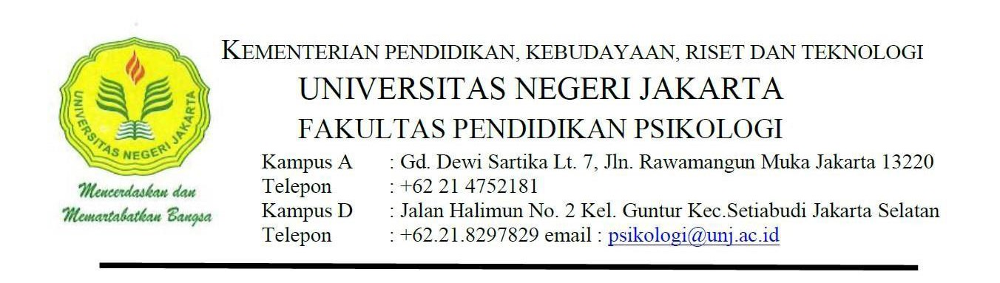 KEMENTERIAN PENDIDIKAN, KEBUDAYAAN, RISET DAN TEKNOLOGI
UNIVERSITAS NEGERI JAKARTA
FAKULTAS PENDIDIKAN PSIKOLOGI
Kampus A : Gd. Dewi Sartika Lt. 7, Jln. Rawamangun Muka Jakarta 13220
Telepon : +62 21 4752181
Kampus D : Jalan Halimun No. 2 Kel. Guntur Kec.Setiabudi Jakarta Selatan
Telepon : +62.21.8297829 email : psikologi@unj.ac.id
UNIVERSITAS NEGERI JAKARTA
Mencerdaskan dan
Memartabatkan Bangsa